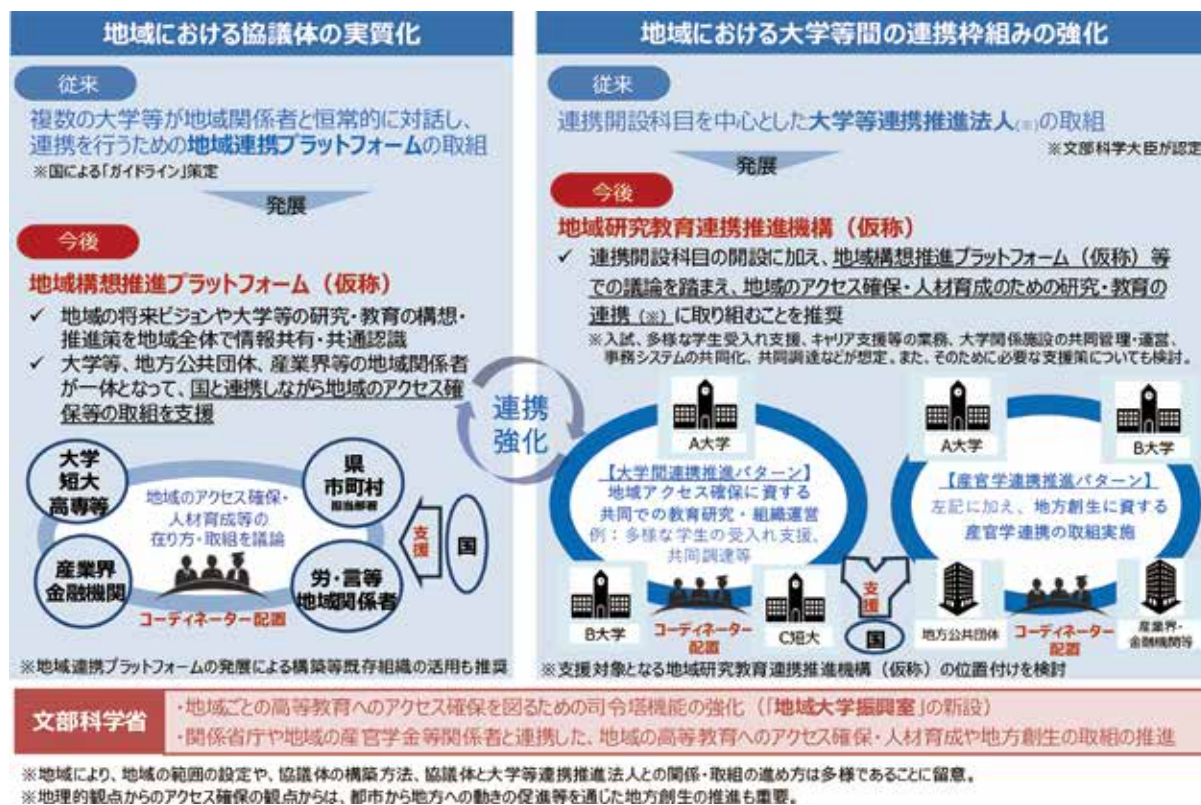 地域における協議体の実質化
従来
複数の大学等が地域関係者と恒常的に対話し、
連携を行うための地域連携プラットフォームの取組
※国による「ガイドライン」策定
発展
今後
地域構想推進プラットフォーム（仮称）
✓ 地域の将来ビジョンや大学等の研究・教育の構想・
推進策を地域全体で情報共有・共通認識
✓ 大学等、地方公共団体、産業界等の地域関係者
が一体となって、国と連携しながら地域のアクセス確
保等の取組を支援
大学
短大
高専等
県
市町村
担当部署
地域のアクセス確保・
人材育成等の
在り方・取組を議論
産業界
金融機関
労・言等
地域関係者
コーディネーター配置
支援
国
※地域連携プラットフォームの発展による構築等既存組織の活用も推奨
連携
強化
地域における大学等間の連携枠組みの強化
従来
連携開設科目を中心とした大学等連携推進法人(※)の取組
※文部科学大臣が認定
発展
今後
地域研究教育連携推進機構（仮称）
✓ 連携開設科目の開設に加え、地域構想推進プラットフォーム（仮称）等
での議論を踏まえ、地域のアクセス確保・人材育成のための研究・教育の
連携（※）に取り組むことを推奨
※入試、多様な学生受入れ支援、キャリア支援等の業務、大学関係施設の共同管理・運営、
事務システムの共同化、共同調達などが想定。また、そのために必要な支援策についても検討。
A大学
【大学間連携推進パターン】
地域アクセス確保に資する
共同での教育研究・組織運営
例：多様な学生の受入れ支援、
共同調達等
B大学
コーディネーター
配置
C短大
支援
国
A大学
B大学
【産官学連携推進パターン】
左記に加え、地方創生に資する
産官学連携の取組実施
地方公共団体
コーディネーター
配置
産業界・
金融機関等
※支援対象となる地域研究教育連携推進機構（仮称）の位置付けを検討
文部科学省
・地域ごとの高等教育へのアクセス確保を図るための司令塔機能の強化（「地域大学振興室」の新設）
・関係省庁や地域の産官学金等関係者と連携した、地域の高等教育へのアクセス確保・人材育成や地方創生の取組の推進
※地域により、地域の範囲の設定や、協議体の構築方法、協議体と大学等連携推進法人との関係・取組の進め方は多様であることに留意。
※地理的観点からのアクセス確保の観点からは、都市から地方への動きの促進等を通じた地方創生の推進も重要。